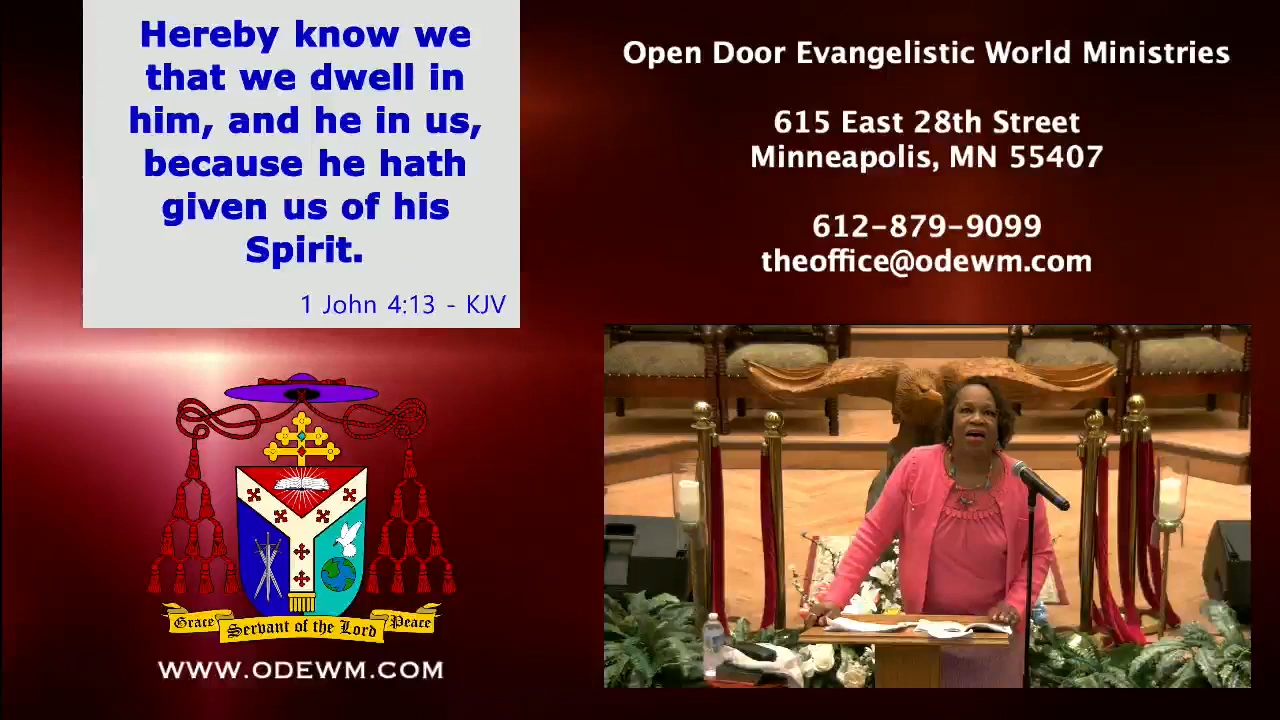 Hereby know we
that we dwell in
him, and he in us,
because he hath
given us of his
Spirit.
1 John 4:13 - KJV
Open Door Evangelistic World Ministries
615 East 28th Street
Minneapolis, MN 55407
612-879-9099
theoffice@odewm.com
Grace
Servant of the Lord
Peace
WWW.ODEWM.COM